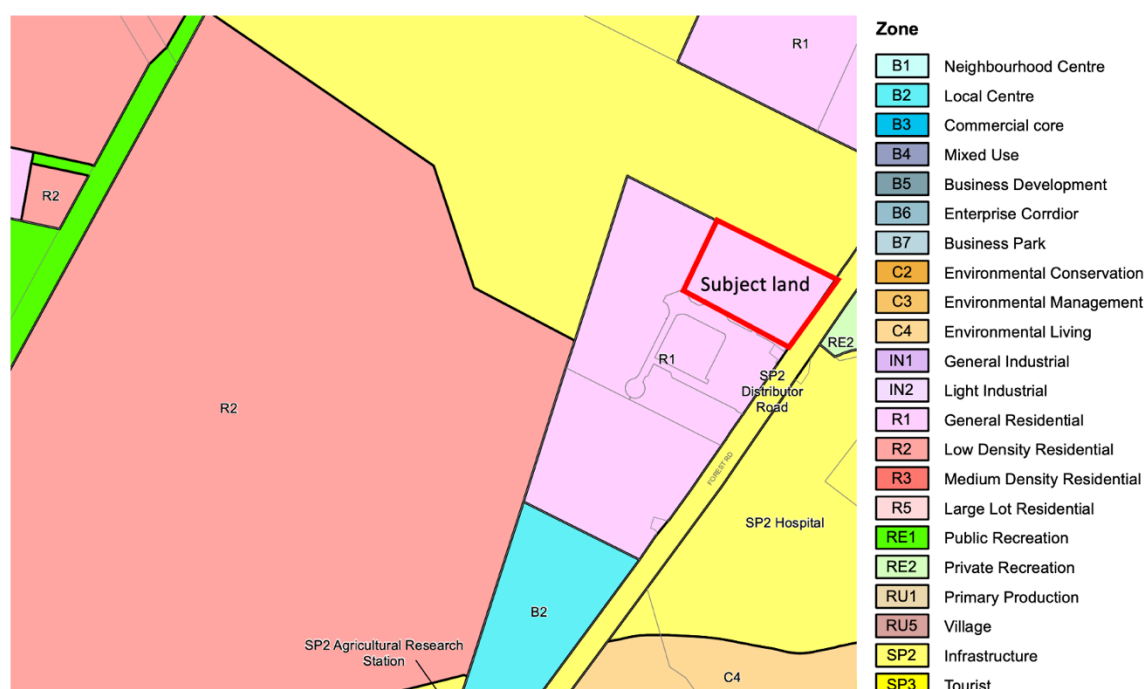 R1
R2
Subject land
RE2
R1
SP2
Distributor
Road
R2
FOREST RD
SP2 Hospital
B2
SP2 Agricultural Research
Station
C4
Zone
B1 Neighbourhood Centre
B2 Local Centre
B3 Commercial core
B4 Mixed Use
B5 Business Development
B6 Enterprise Corrdior
B7 Business Park
C2 Environmental Conservation
C3 Environmental Management
C4 Environmental Living
IN1 General Industrial
IN2 Light Industrial
R1 General Residential
R2 Low Density Residential
R3 Medium Density Residential
R5 Large Lot Residential
RE1 Public Recreation
RE2 Private Recreation
RU1 Primary Production
RU5 Village
SP2 Infrastructure
SP3 Tourist